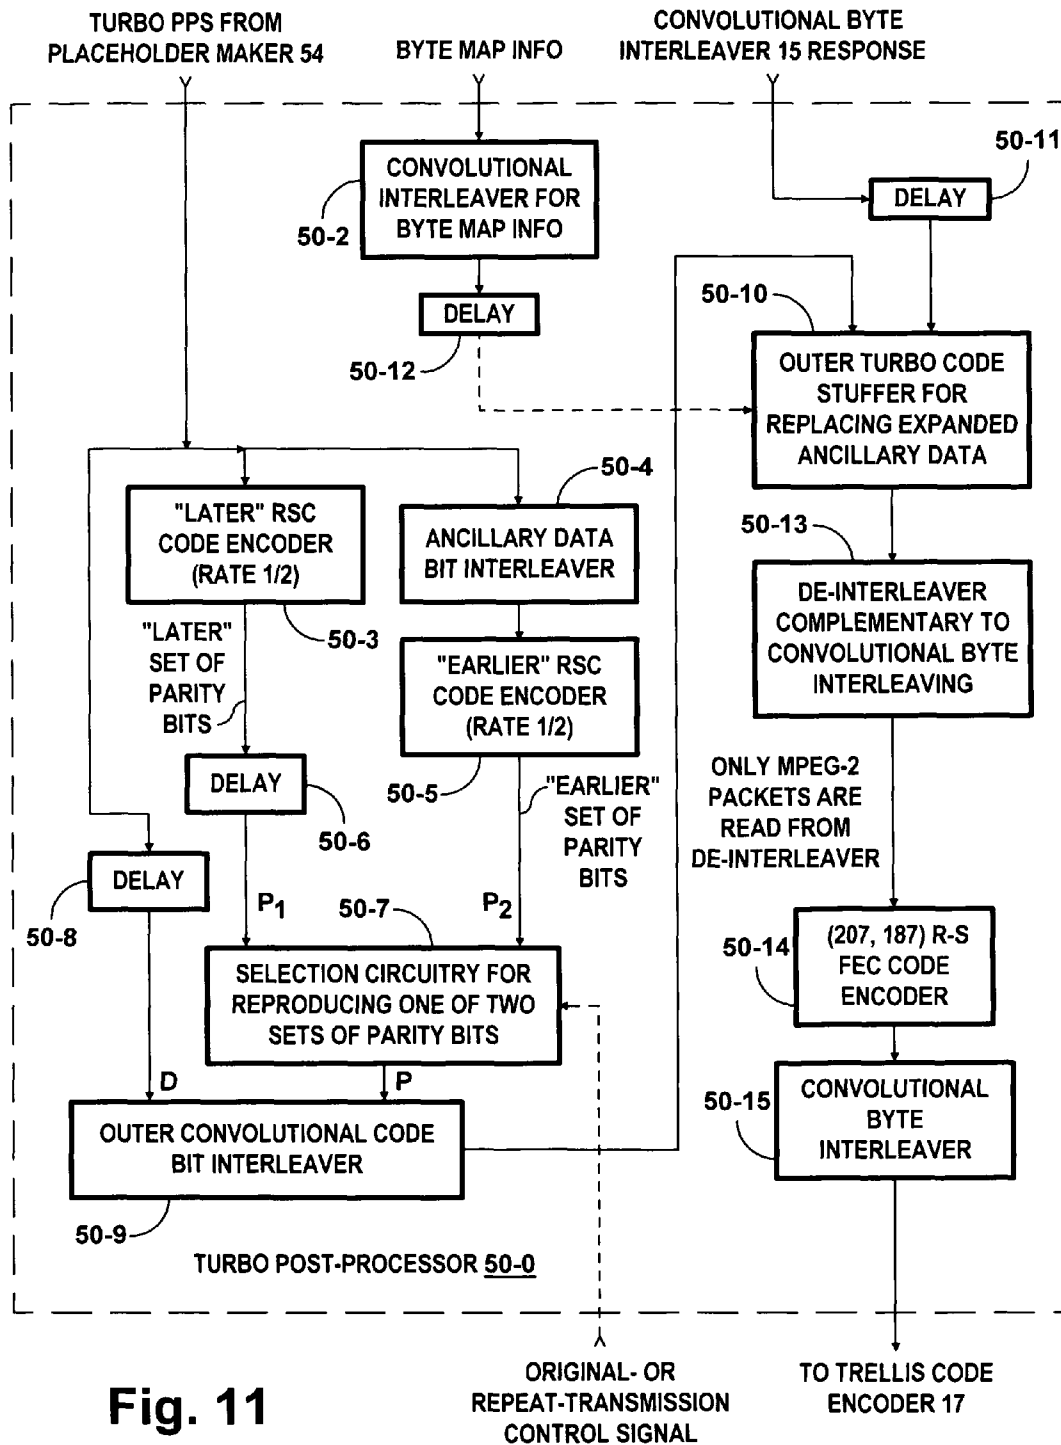 TURBO PPS FROM
PLACEHOLDER MAKER 54
BYTE MAP INFO
CONVOLUTIONAL BYTE
INTERLEAVER 15 RESPONSE
CONVOLUTIONAL
INTERLEAVER FOR
BYTE MAP INFO
50-2
DELAY
50-12
50-11
DELAY
50-10
OUTER TURBO CODE
STUFFER FOR
REPLACING EXPANDED
ANCILLARY DATA
"LATER" RSC
CODE ENCODER
(RATE 1/2)
50-3
50-4
ANCILLARY DATA
BIT INTERLEAVER
50-13
DE-INTERLEAVER
COMPLEMENTARY TO
CONVOLUTIONAL BYTE
INTERLEAVING
"LATER"
SET OF
PARITY
BITS
"EARLIER" RSC
CODE ENCODER
(RATE 1/2)
50-5
DELAY
50-6
"EARLIER"
SET OF
PARITY
BITS
ONLY MPEG-2
PACKETS ARE
READ FROM
DE-INTERLEAVER
DELAY
50-8
P1
50-7
P2
SELECTION CIRCUITRY FOR
REPRODUCING ONE OF TWO
SETS OF PARITY BITS
50-14
(207, 187) R-S
FEC CODE
ENCODER
D
P
OUTER CONVOLUTIONAL CODE
BIT INTERLEAVER
50-9
50-15
CONVOLUTIONAL
BYTE
INTERLEAVER
TURBO POST-PROCESSOR 50-0
ORIGINAL- OR
REPEAT-TRANSMISSION
CONTROL SIGNAL
TO TRELLIS CODE
ENCODER 17
Fig. 11